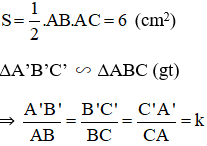 S = 1/2 .AB.AC = 6 (cm²)
ΔA’B’C’ ∽ ΔABC (gt)
⇒ A'B'/AB = B'C'/BC = C'A'/CA = k